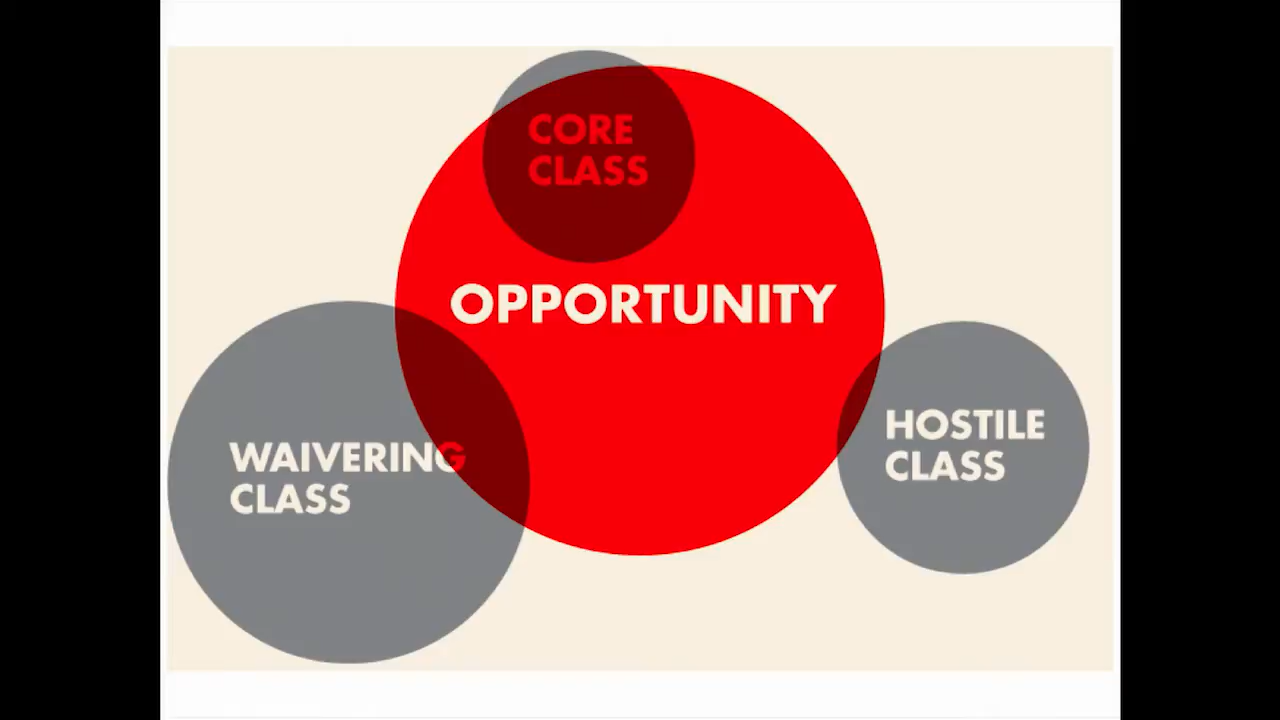 CORE
CLASS
OPPORTUNITY
WAIVERING
CLASS
HOSTILE
CLASS